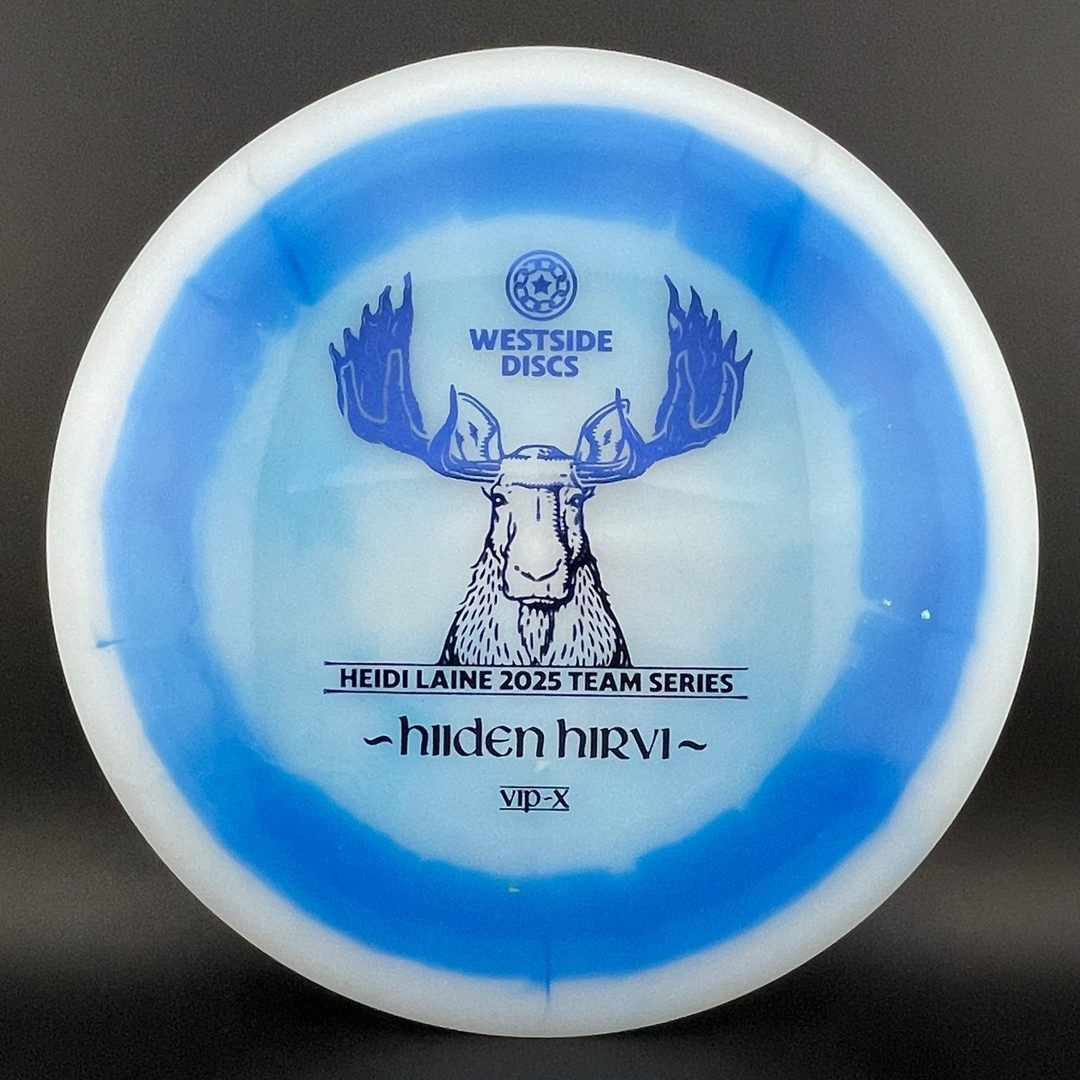 WESTSIDE
DISCS
HEIDI LAINE 2025 TEAM SERIES
~HIIDEN HIRVI~
VIP-X